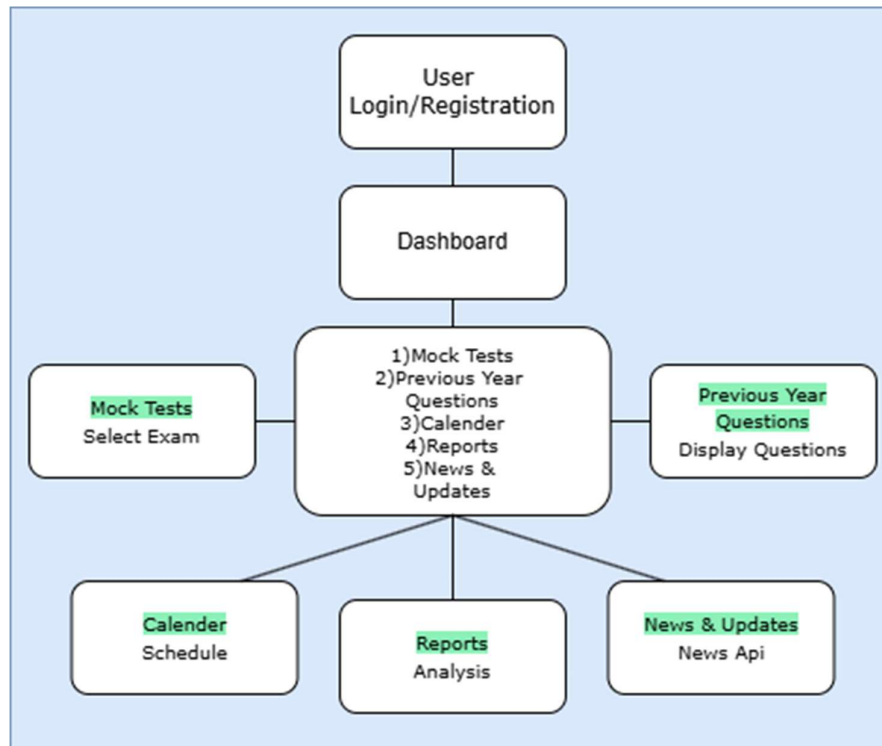 User
Login/Registration
Dashboard
1)Mock Tests
2)Previous Year
Questions
3)Calender
4)Reports
5)News &
Updates
Mock Tests
Select Exam
Previous Year
Questions
Display Questions
Calender
Schedule
Reports
Analysis
News & Updates
News Api